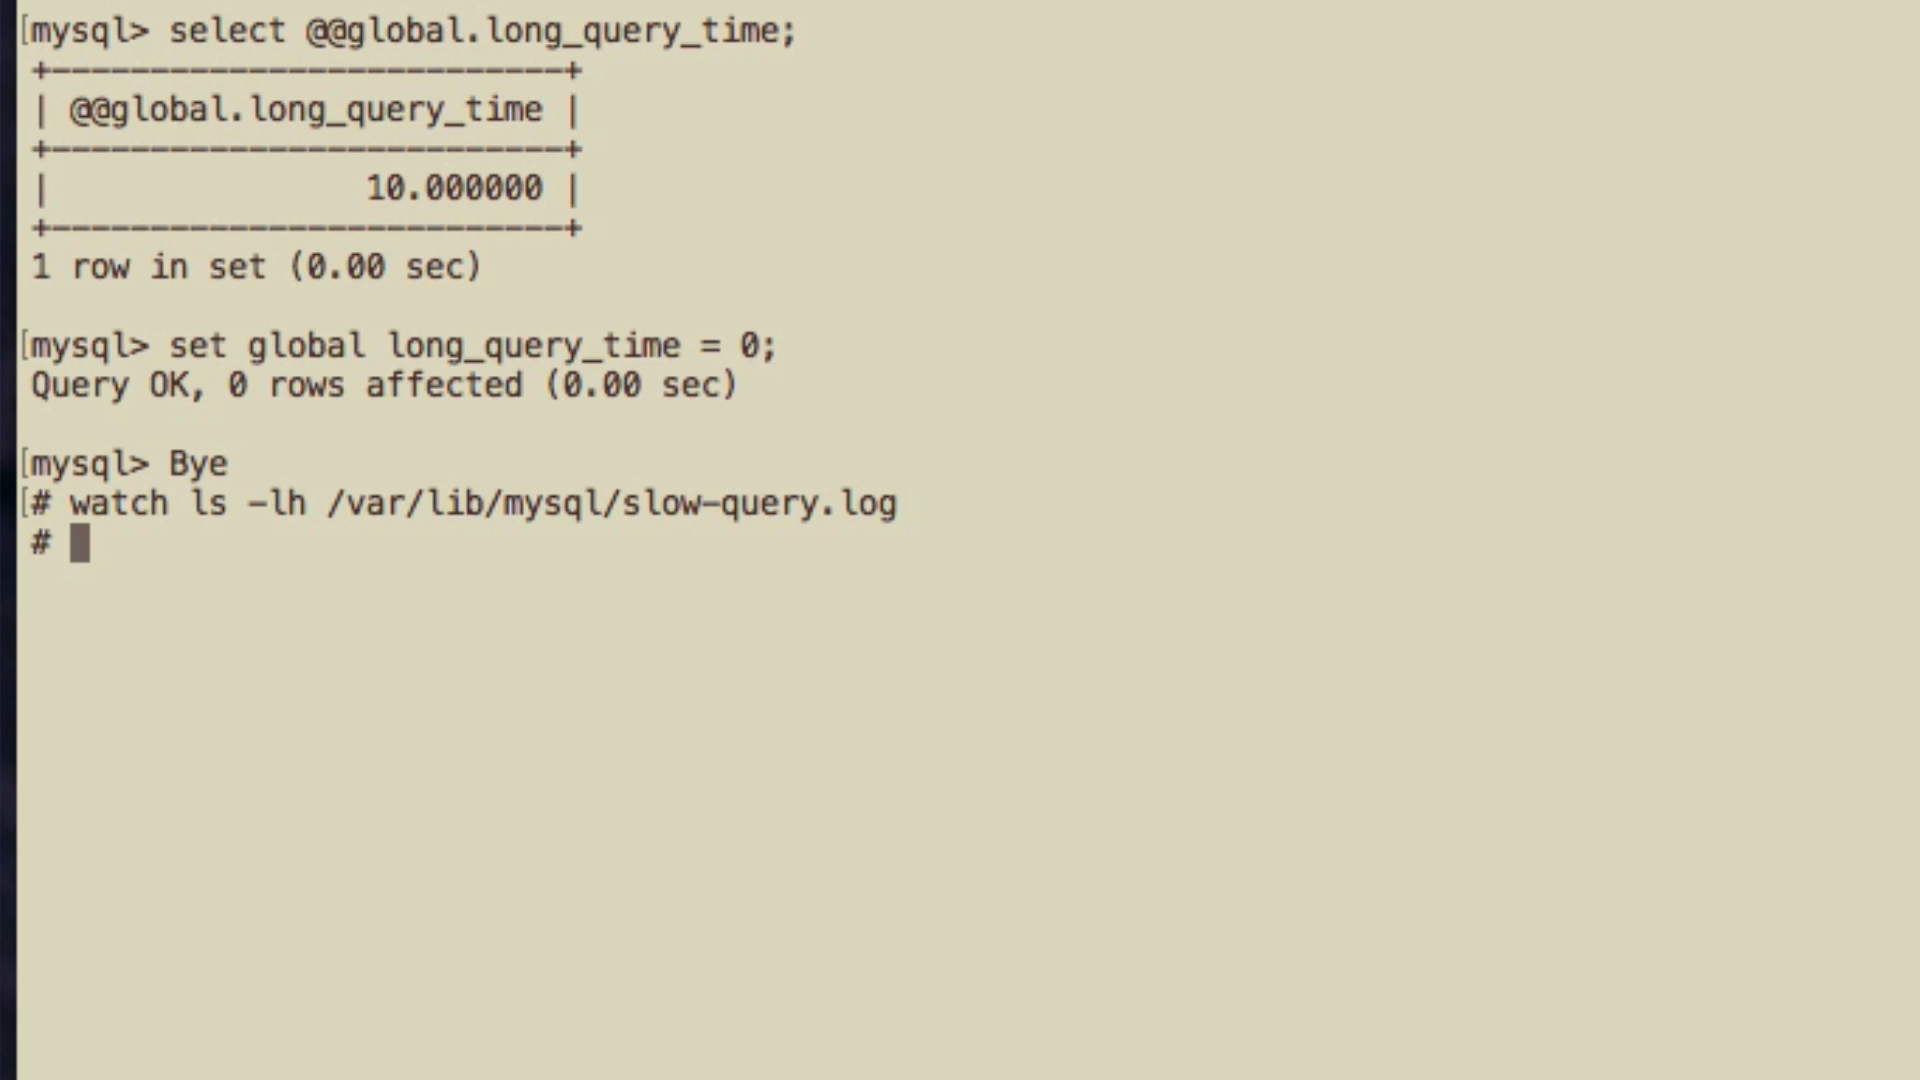 [mysql> select @@global.long_query_time;
+---------------------------+
| @@global.long_query_time |
+---------------------------+
|                10.000000 |
+---------------------------+
1 row in set (0.00 sec)
[mysql> set global long_query_time = 0;
Query OK, 0 rows affected (0.00 sec)
[mysql> Bye
[# watch ls -lh /var/lib/mysql/slow-query.log
#